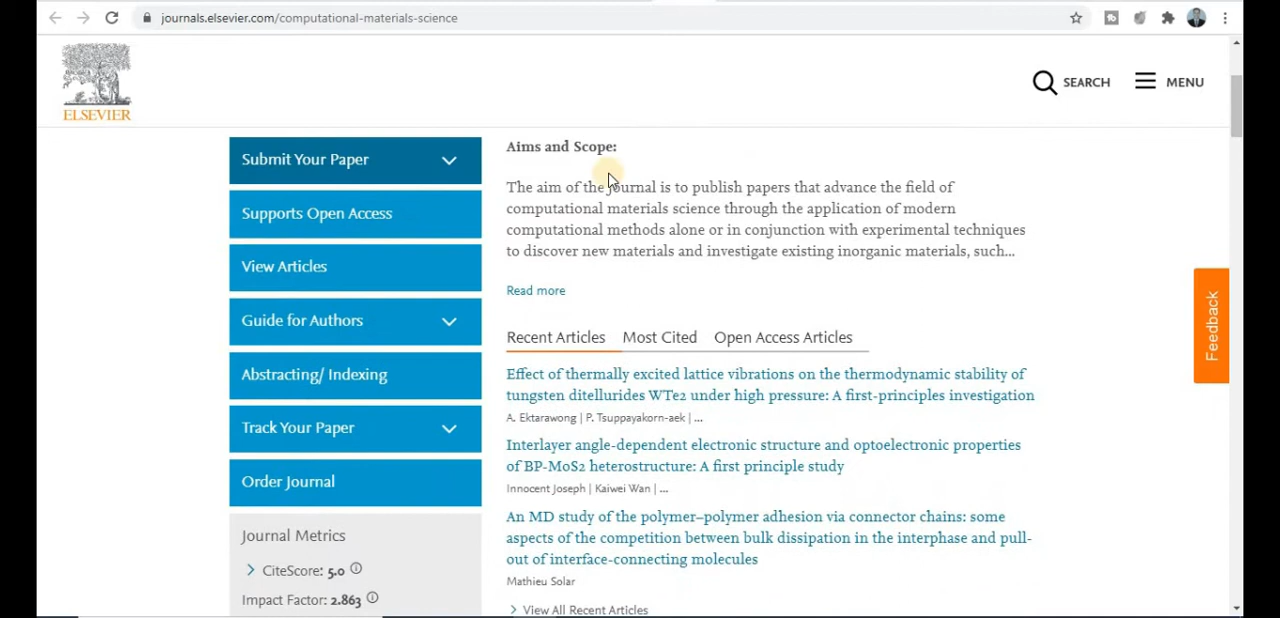 journals.elsevier.com/computational-materials-science
ELSEVIER
SEARCH
MENU
Submit Your Paper
Supports Open Access
View Articles
Guide for Authors
Abstracting/ Indexing
Track Your Paper
Order Journal
Journal Metrics
CiteScore: 5.0
Impact Factor: 2.863
Aims and Scope:
The aim of the journal is to publish papers that advance the field of
computational materials science through the application of modern
computational methods alone or in conjunction with experimental techniques
to discover new materials and investigate existing inorganic materials, such...
Read more
Recent Articles Most Cited Open Access Articles
Effect of thermally excited lattice vibrations on the thermodynamic stability of
tungsten ditellurides WTe2 under high pressure: A first-principles investigation
A. Ektarawong | P. Tsuppayakorn-aek | ...
Interlayer angle-dependent electronic structure and optoelectronic properties
of BP-MoS2 heterostructure: A first principle study
Innocent Joseph | Kaiwei Wan | ...
An MD study of the polymer–polymer adhesion via connector chains: some
aspects of the competition between bulk dissipation in the interphase and pull-
out of interface-connecting molecules
Mathieu Solar
View All Recent Articles
Feedback